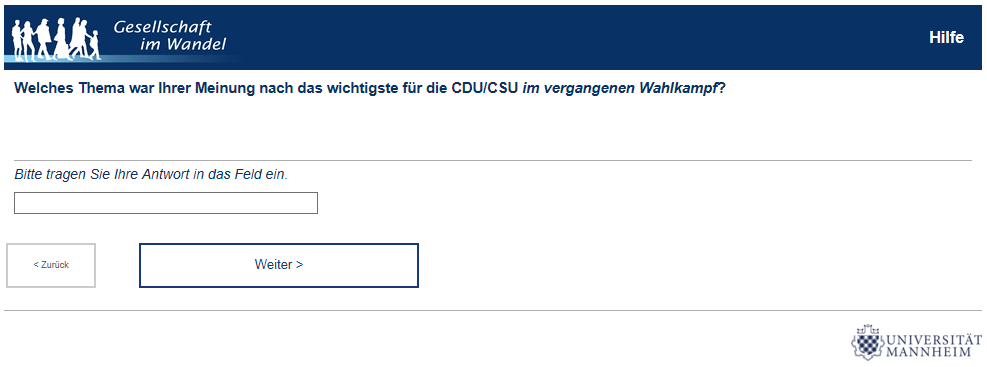 Gesellschaft
im Wandel
Hilfe
Welches Thema war Ihrer Meinung nach das wichtigste für die CDU/CSU im vergangenen Wahlkampf?
Bitte tragen Sie Ihre Antwort in das Feld ein.
< Zurück
Weiter >
UNIVERSITÄT
MANNHEIM